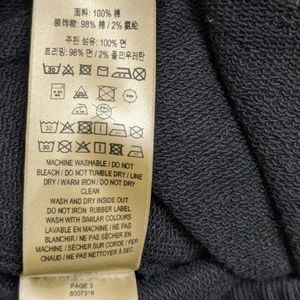 面料: 100% 棉
装饰物: 98% 棉 / 2% 氨纶
주된 원료: 100% 면
트리밍: 98% 면 / 2% 폴리우레탄
MACHINE WASHABLE / DO NOT
BLEACH / DO NOT TUMBLE DRY / LINE
DRY / WARM IRON / DO NOT DRY
CLEAN
WASH AND DRY INSIDE OUT
DO NOT IRON RUBBER LABEL
WASH WITH SIMILAR COLOURS
LAVABLE EN MACHINE / NE PAS
BLANCHIR / NE PAS SÉCHER EN
MACHINE / SÉCHER SUR CORDE / FER
CHAUD / NE PAS NETTOYER À SEC
PAGE 3
8007316